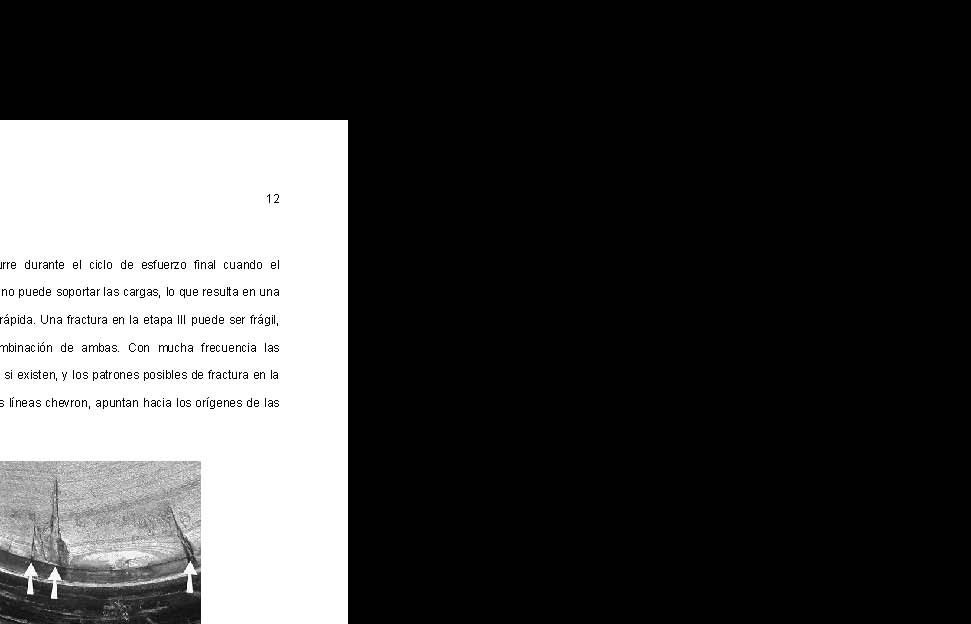 12
durante el ciclo de esfuerzo final cuando el
no puede soportar las cargas, lo que resulta en una
rápida. Una fractura en la etapa III puede ser frágil,
de ambas. Con mucha frecuencia las
si existen, y los patrones posibles de fractura en la
líneas chevron, apuntan hacia los orígenes de las